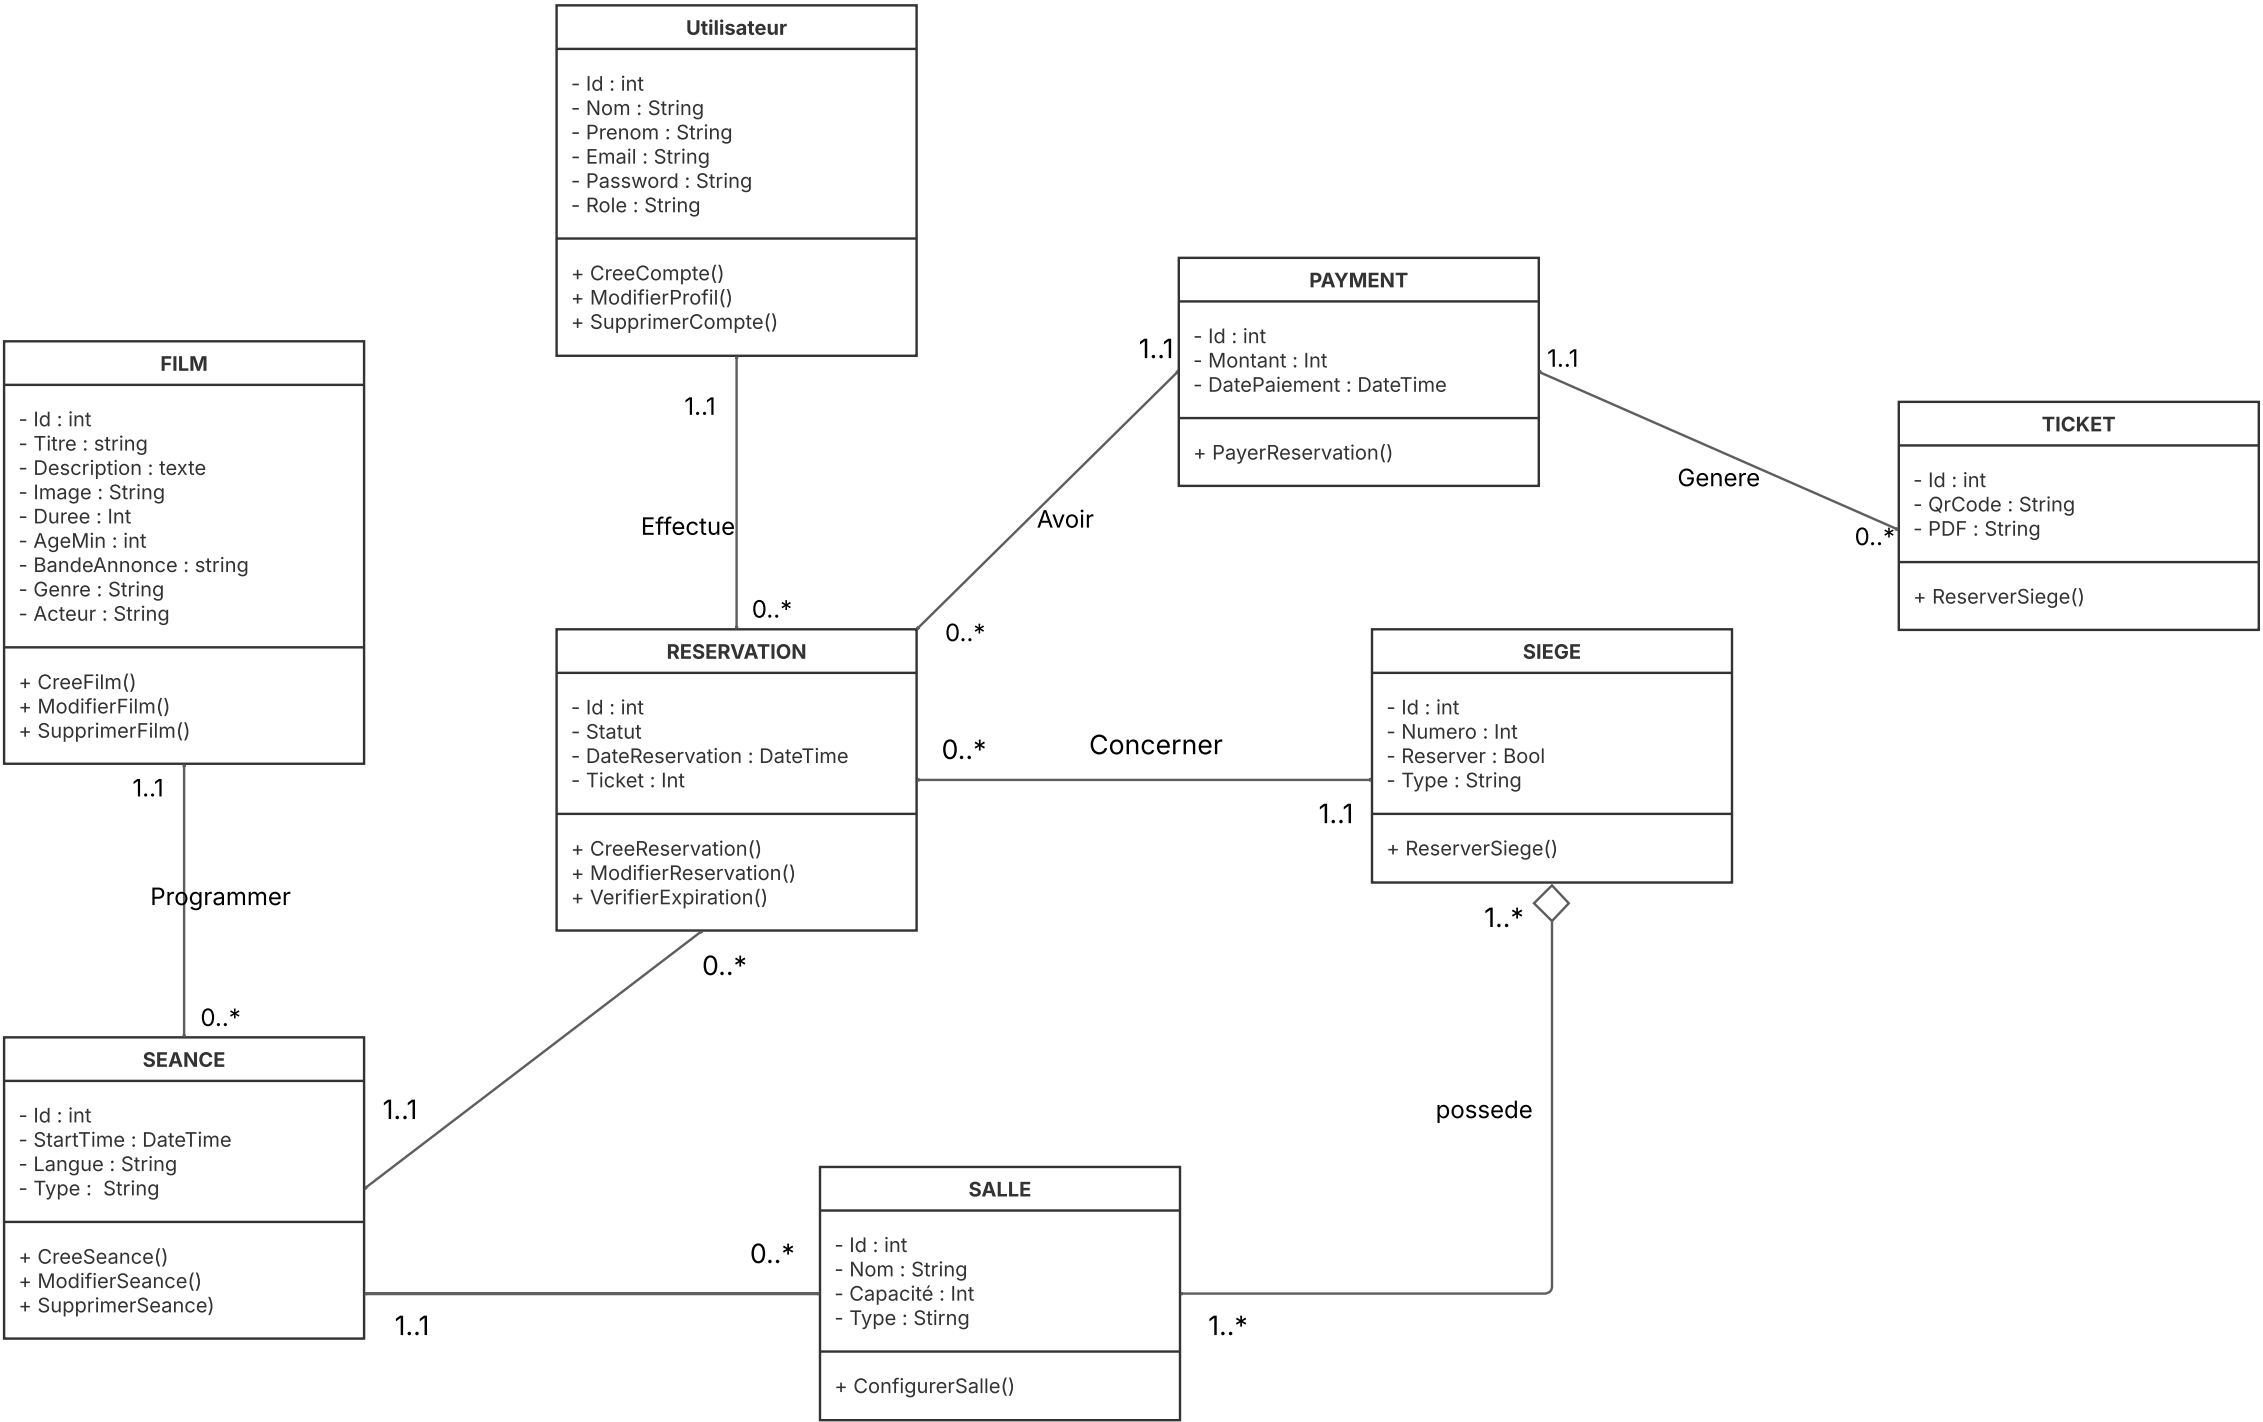 Utilisateur
- Id : int
- Nom : String
- Prenom : String
- Email : String
- Password : String
- Role : String
+ CreeCompte()
+ ModifierProfil()
+ SupprimerCompte()
1..1
Effectue
0..*
PAYMENT
- Id : int
- Montant : Int
- DatePaiement : DateTime
+ PayerReservation()
1..1
1..1
Avoir
0..*
Genere
0..*
TICKET
- Id : int
- QrCode : String
- PDF : String
+ ReserverSiege()
FILM
- Id : int
- Titre : string
- Description : texte
- Image : String
- Duree : Int
- AgeMin : int
- BandeAnnonce : string
- Genre : String
- Acteur : String
+ CreeFilm()
+ ModifierFilm()
+ SupprimerFilm()
1..1
Programmer
0..*
RESERVATION
- Id : int
- Statut
- DateReservation : DateTime
- Ticket : Int
+ CreeReservation()
+ ModifierReservation()
+ VerifierExpiration()
0..*
Concerner
1..1
SIEGE
- Id : int
- Numero : Int
- Reserver : Bool
- Type : String
+ ReserverSiege()
1..*
possede
1..*
0..*
1..1
SEANCE
- Id : int
- StartTime : DateTime
- Langue : String
- Type :  String
+ CreeSeance()
+ ModifierSeance()
+ SupprimerSeance)
1..1
0..*
SALLE
- Id : int
- Nom : String
- Capacité : Int
- Type : Stirng
+ ConfigurerSalle()